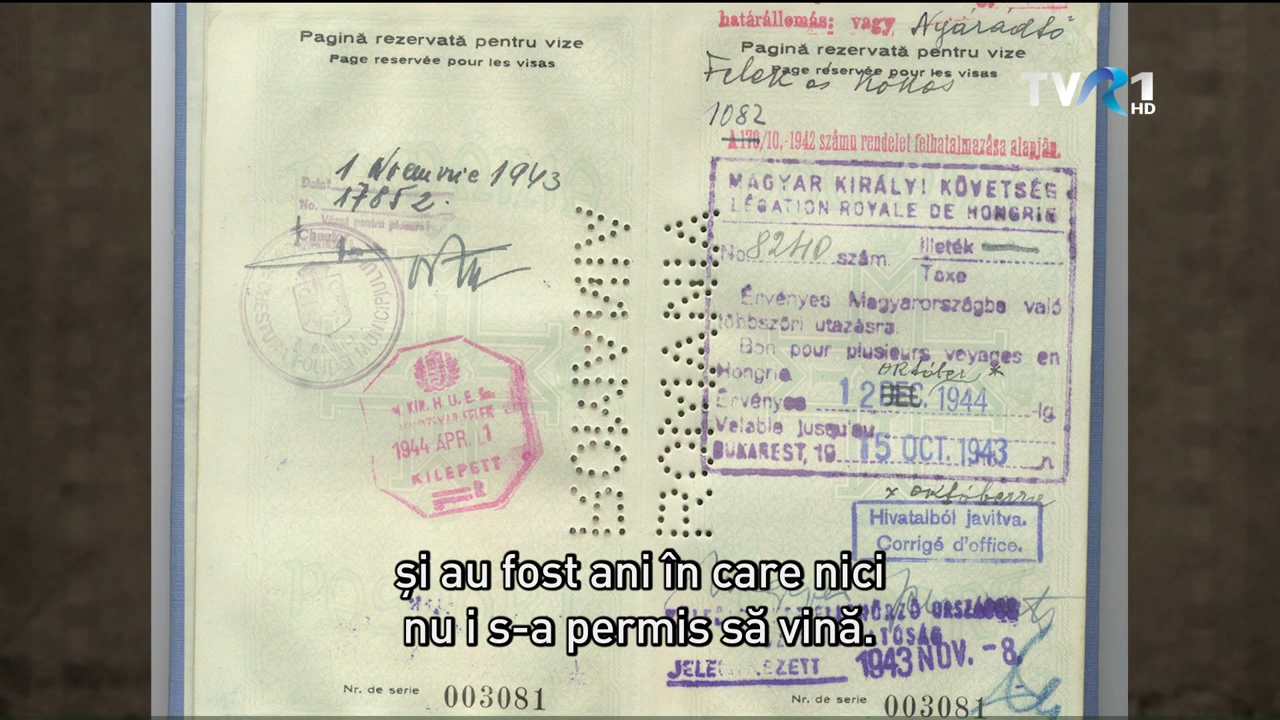 Pagină rezervată pentru vize
Page reservée pour les visas
1 Noemvrie 1943
17852.
No.
1944 APR. 1
KILÉPETT
Nr. de serie 003081
határállomás: vagy Nyárádtő
Pagină rezervată pentru vize
Page reservée pour les visas
1082
A 170/10.-1942 számu rendelet felhatalmazása alapján.
MAGYAR KIRÁLYI KÖVETSÉG
LÉGATION ROYALE DE HONGRIE
No. 8240 szám. Illeték
Taxe
Érvényes Magyarországba való
többszöri utazásra.
Bon pour plusieurs voyages en
Hongrie október *
Érvényes 12 DEC. 1944 -ig
Valable jusqu'au
BUKAREST, 19 15 OCT. 1943
x októberre
Hivatalból javitva.
Corrigé d'office.
1943 NOV. -8.
Nr. de serie 003081
ROMANIA
TVR1
HD
și au fost ani în care nici
nu i s-a permis să vină.